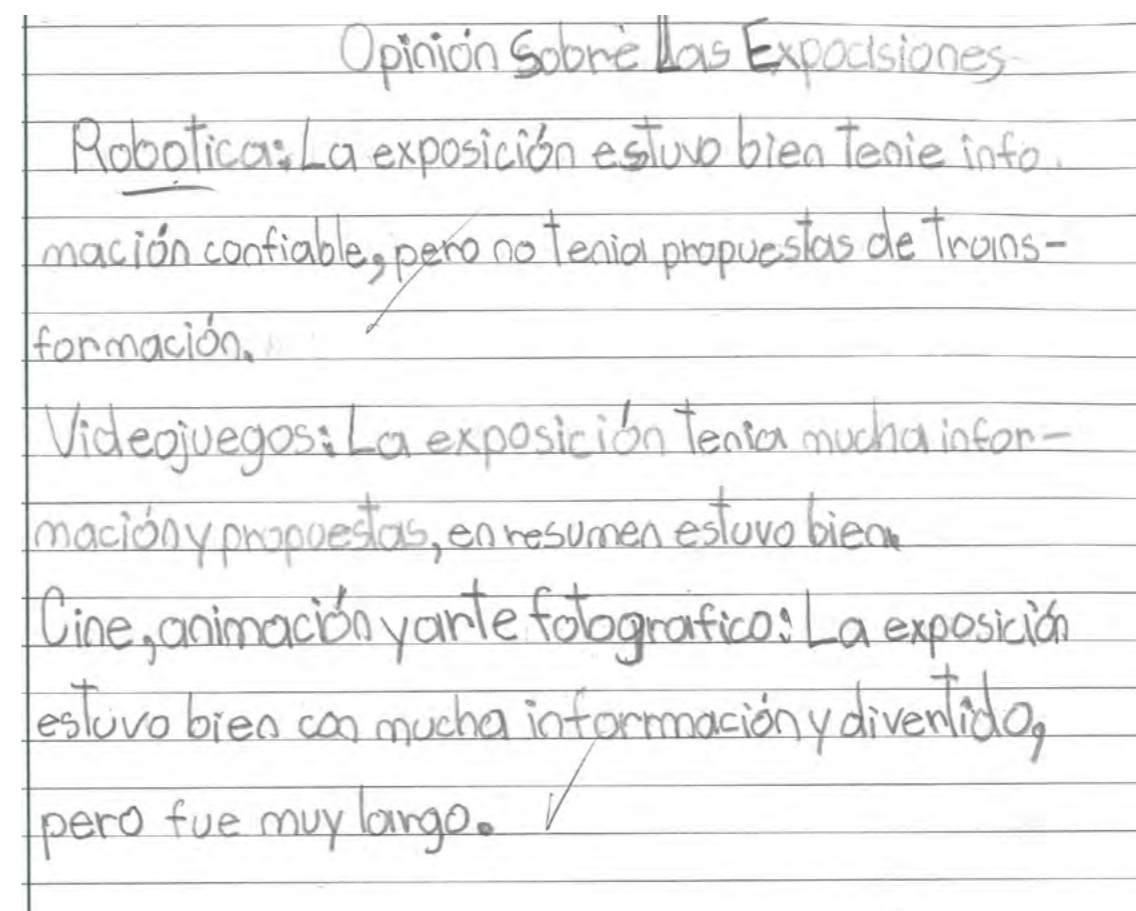 Opinión Sobre Las Expocisiones
Robotica: La exposición estuvo bien tenie info.
mación confiable, pero no tenia propuestas de trans-
formación.
Videojuegos: La exposición tenia mucha infor-
mación y propuestas, en resumen estuvo bien.
Cine, animación y arte fotografico: La exposición
estuvo bien con mucha información y divertido,
pero fue muy largo.